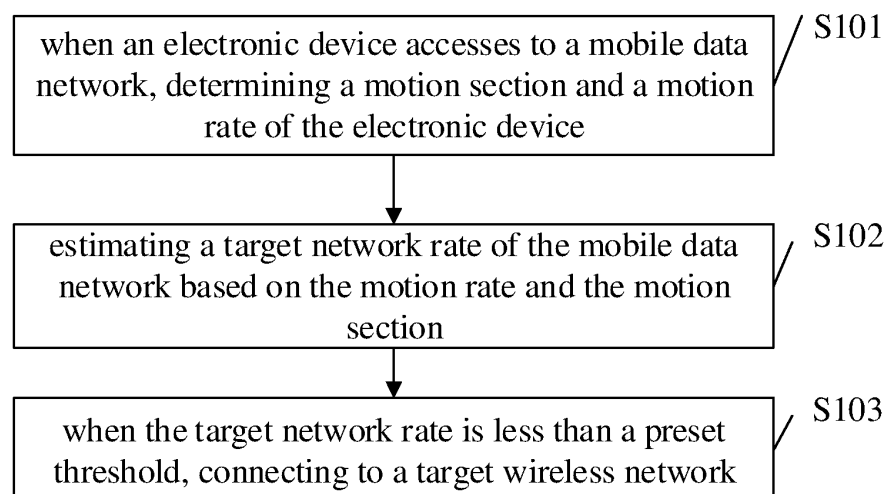 when an electronic device accesses to a mobile data
network, determining a motion section and a motion
rate of the electronic device
S101
estimating a target network rate of the mobile data
network based on the motion rate and the motion
section
S102
when the target network rate is less than a preset
threshold, connecting to a target wireless network
S103